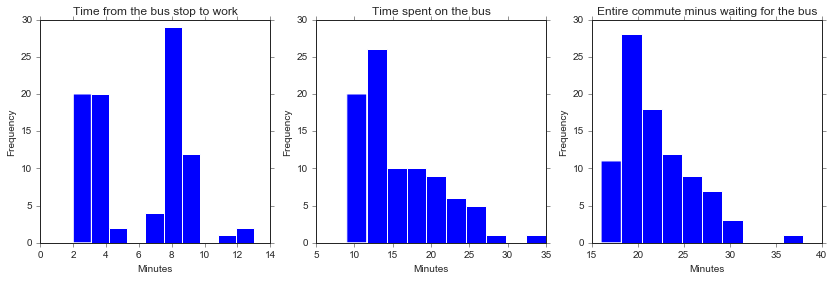 Time from the bus stop to work
30
25
20
15
10
5
0
Frequency
0 2 4 6 8 10 12 14
Minutes
Time spent on the bus
30
25
20
15
10
5
0
Frequency
5 10 15 20 25 30 35
Minutes
Entire commute minus waiting for the bus
30
25
20
15
10
5
0
Frequency
15 20 25 30 35 40
Minutes